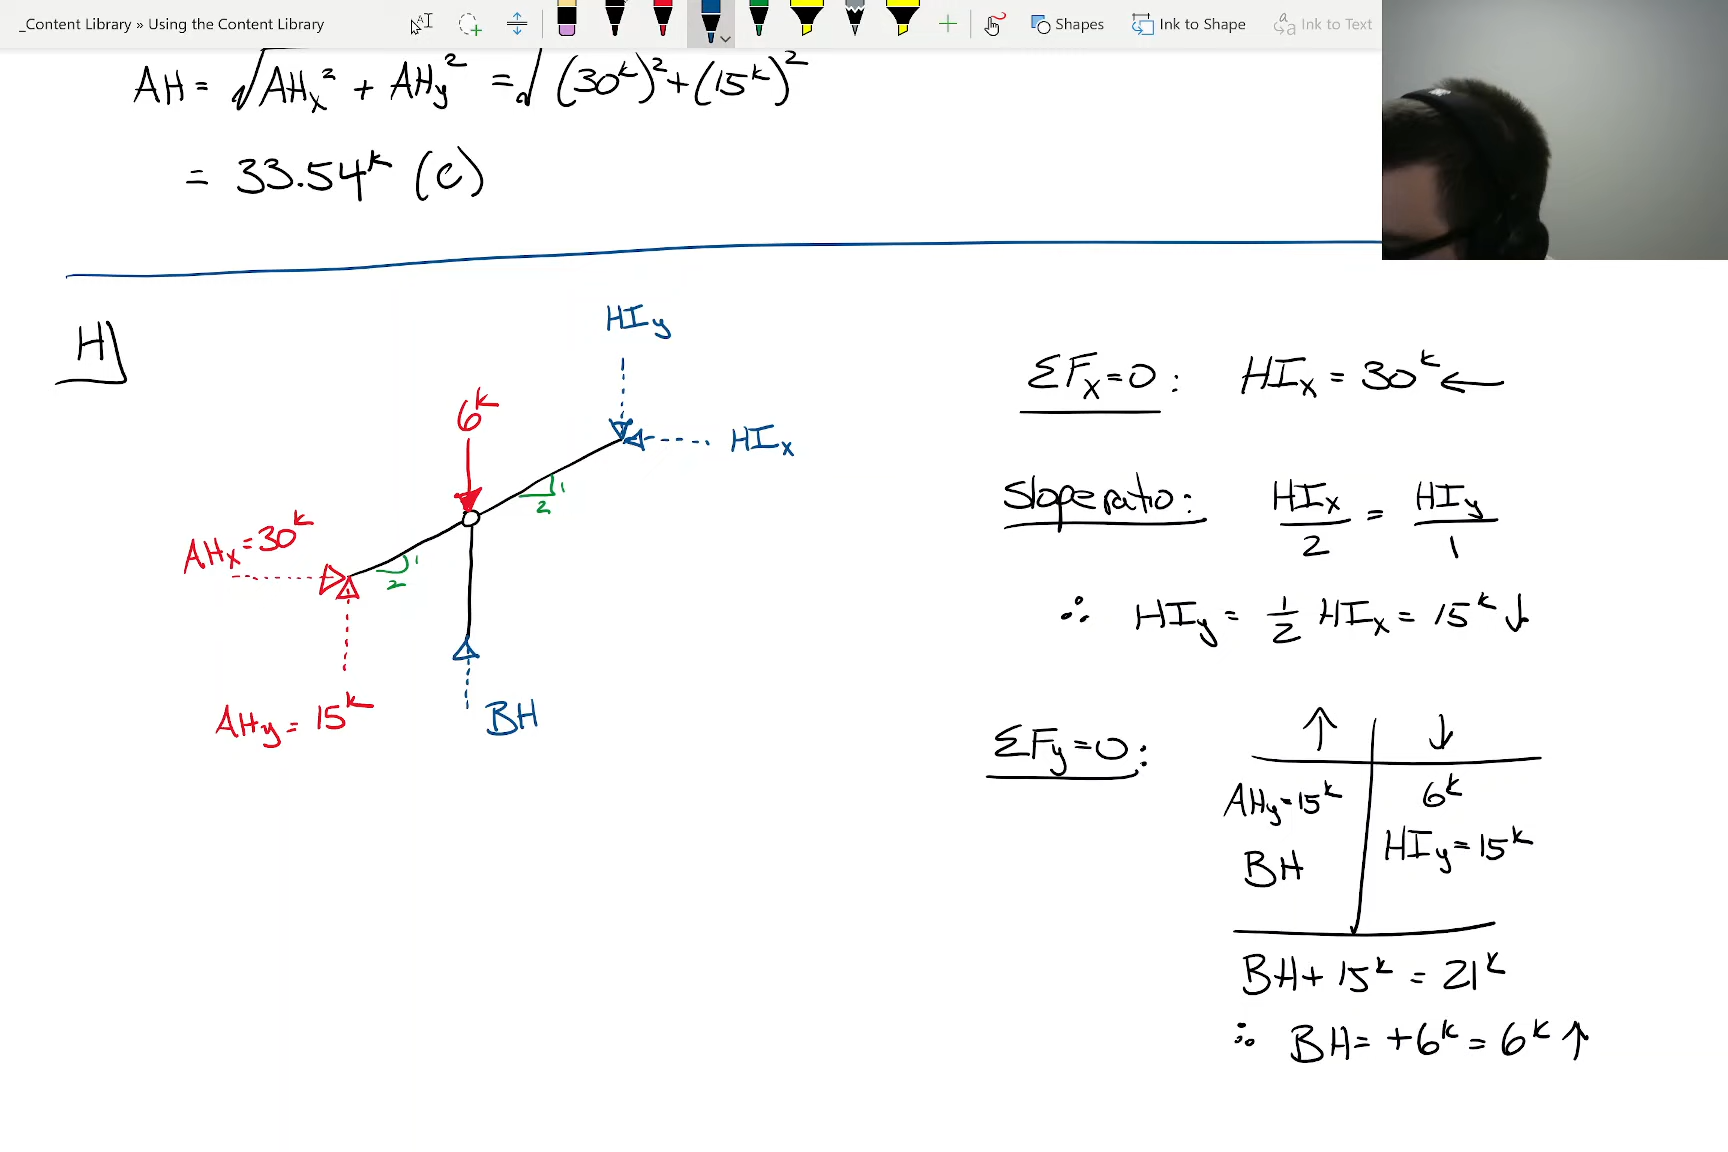 _Content Library » Using the Content Library
Shapes
Ink to Shape
Ink to Text
AH = √AHx² + AHy² = √(30ᵏ)² + (15ᵏ)²
= 33.54ᵏ (C)
H)
HIy
6ᵏ
HIx
1
2
AHx = 30ᵏ
1
2
AHy = 15ᵏ
BH
ΣFx = 0 : HIx = 30ᵏ ←
Slope ratio : HIx/2 = HIy/1
∴ HIy = 1/2 HIx = 15ᵏ ↓
ΣFy = 0 :
↑ ↓
AHy = 15ᵏ 6ᵏ
BH HIy = 15ᵏ
BH + 15ᵏ = 21ᵏ
∴ BH = +6ᵏ = 6ᵏ ↑